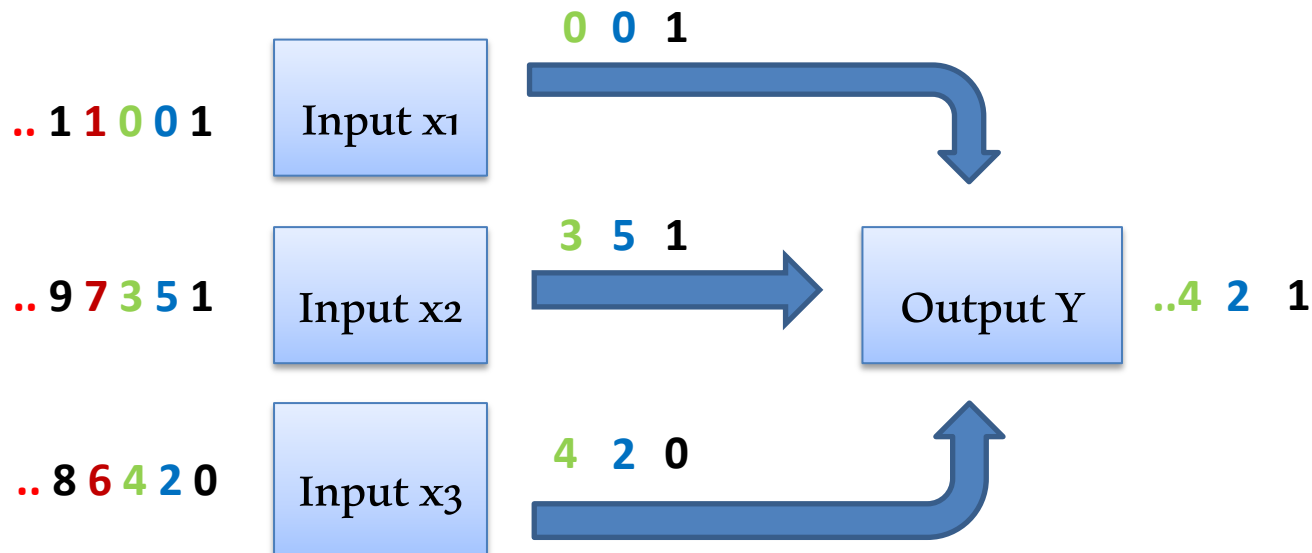 0 0 1
.. 1 1 0 0 1
Input x1
3 5 1
.. 9 7 3 5 1
Input x2
Output Y
..4 2 1
4 2 0
.. 8 6 4 2 0
Input x3